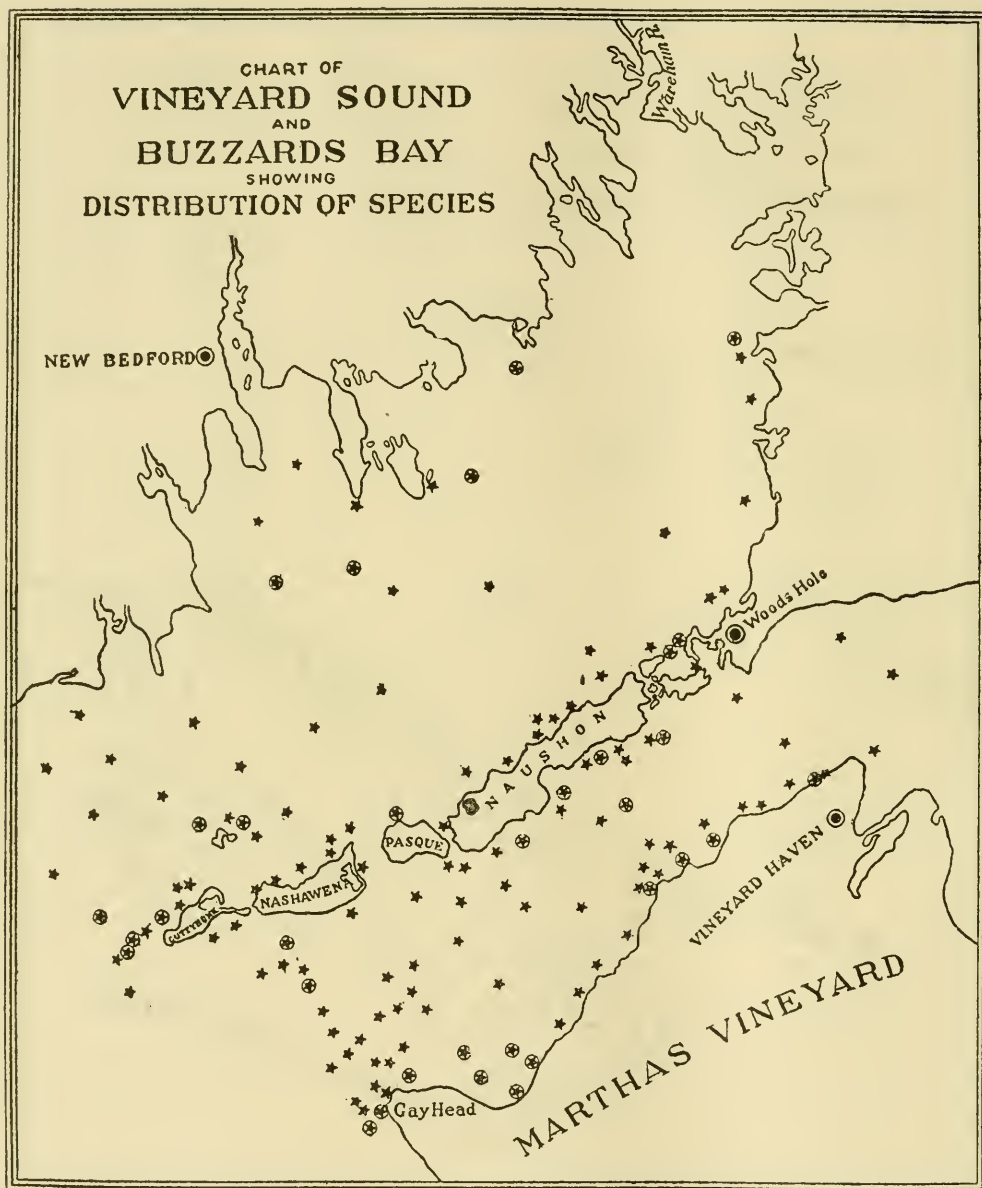 CHART OF
VINEYARD SOUND
AND
BUZZARDS BAY
SHOWING
DISTRIBUTION OF SPECIES
Wareham R.
NEW BEDFORD
Woods Hole
NAUSHON
PASQUE
NASHAWENA
CUTTYHUNK
VINEYARD HAVEN
MARTHAS VINEYARD
Gay Head